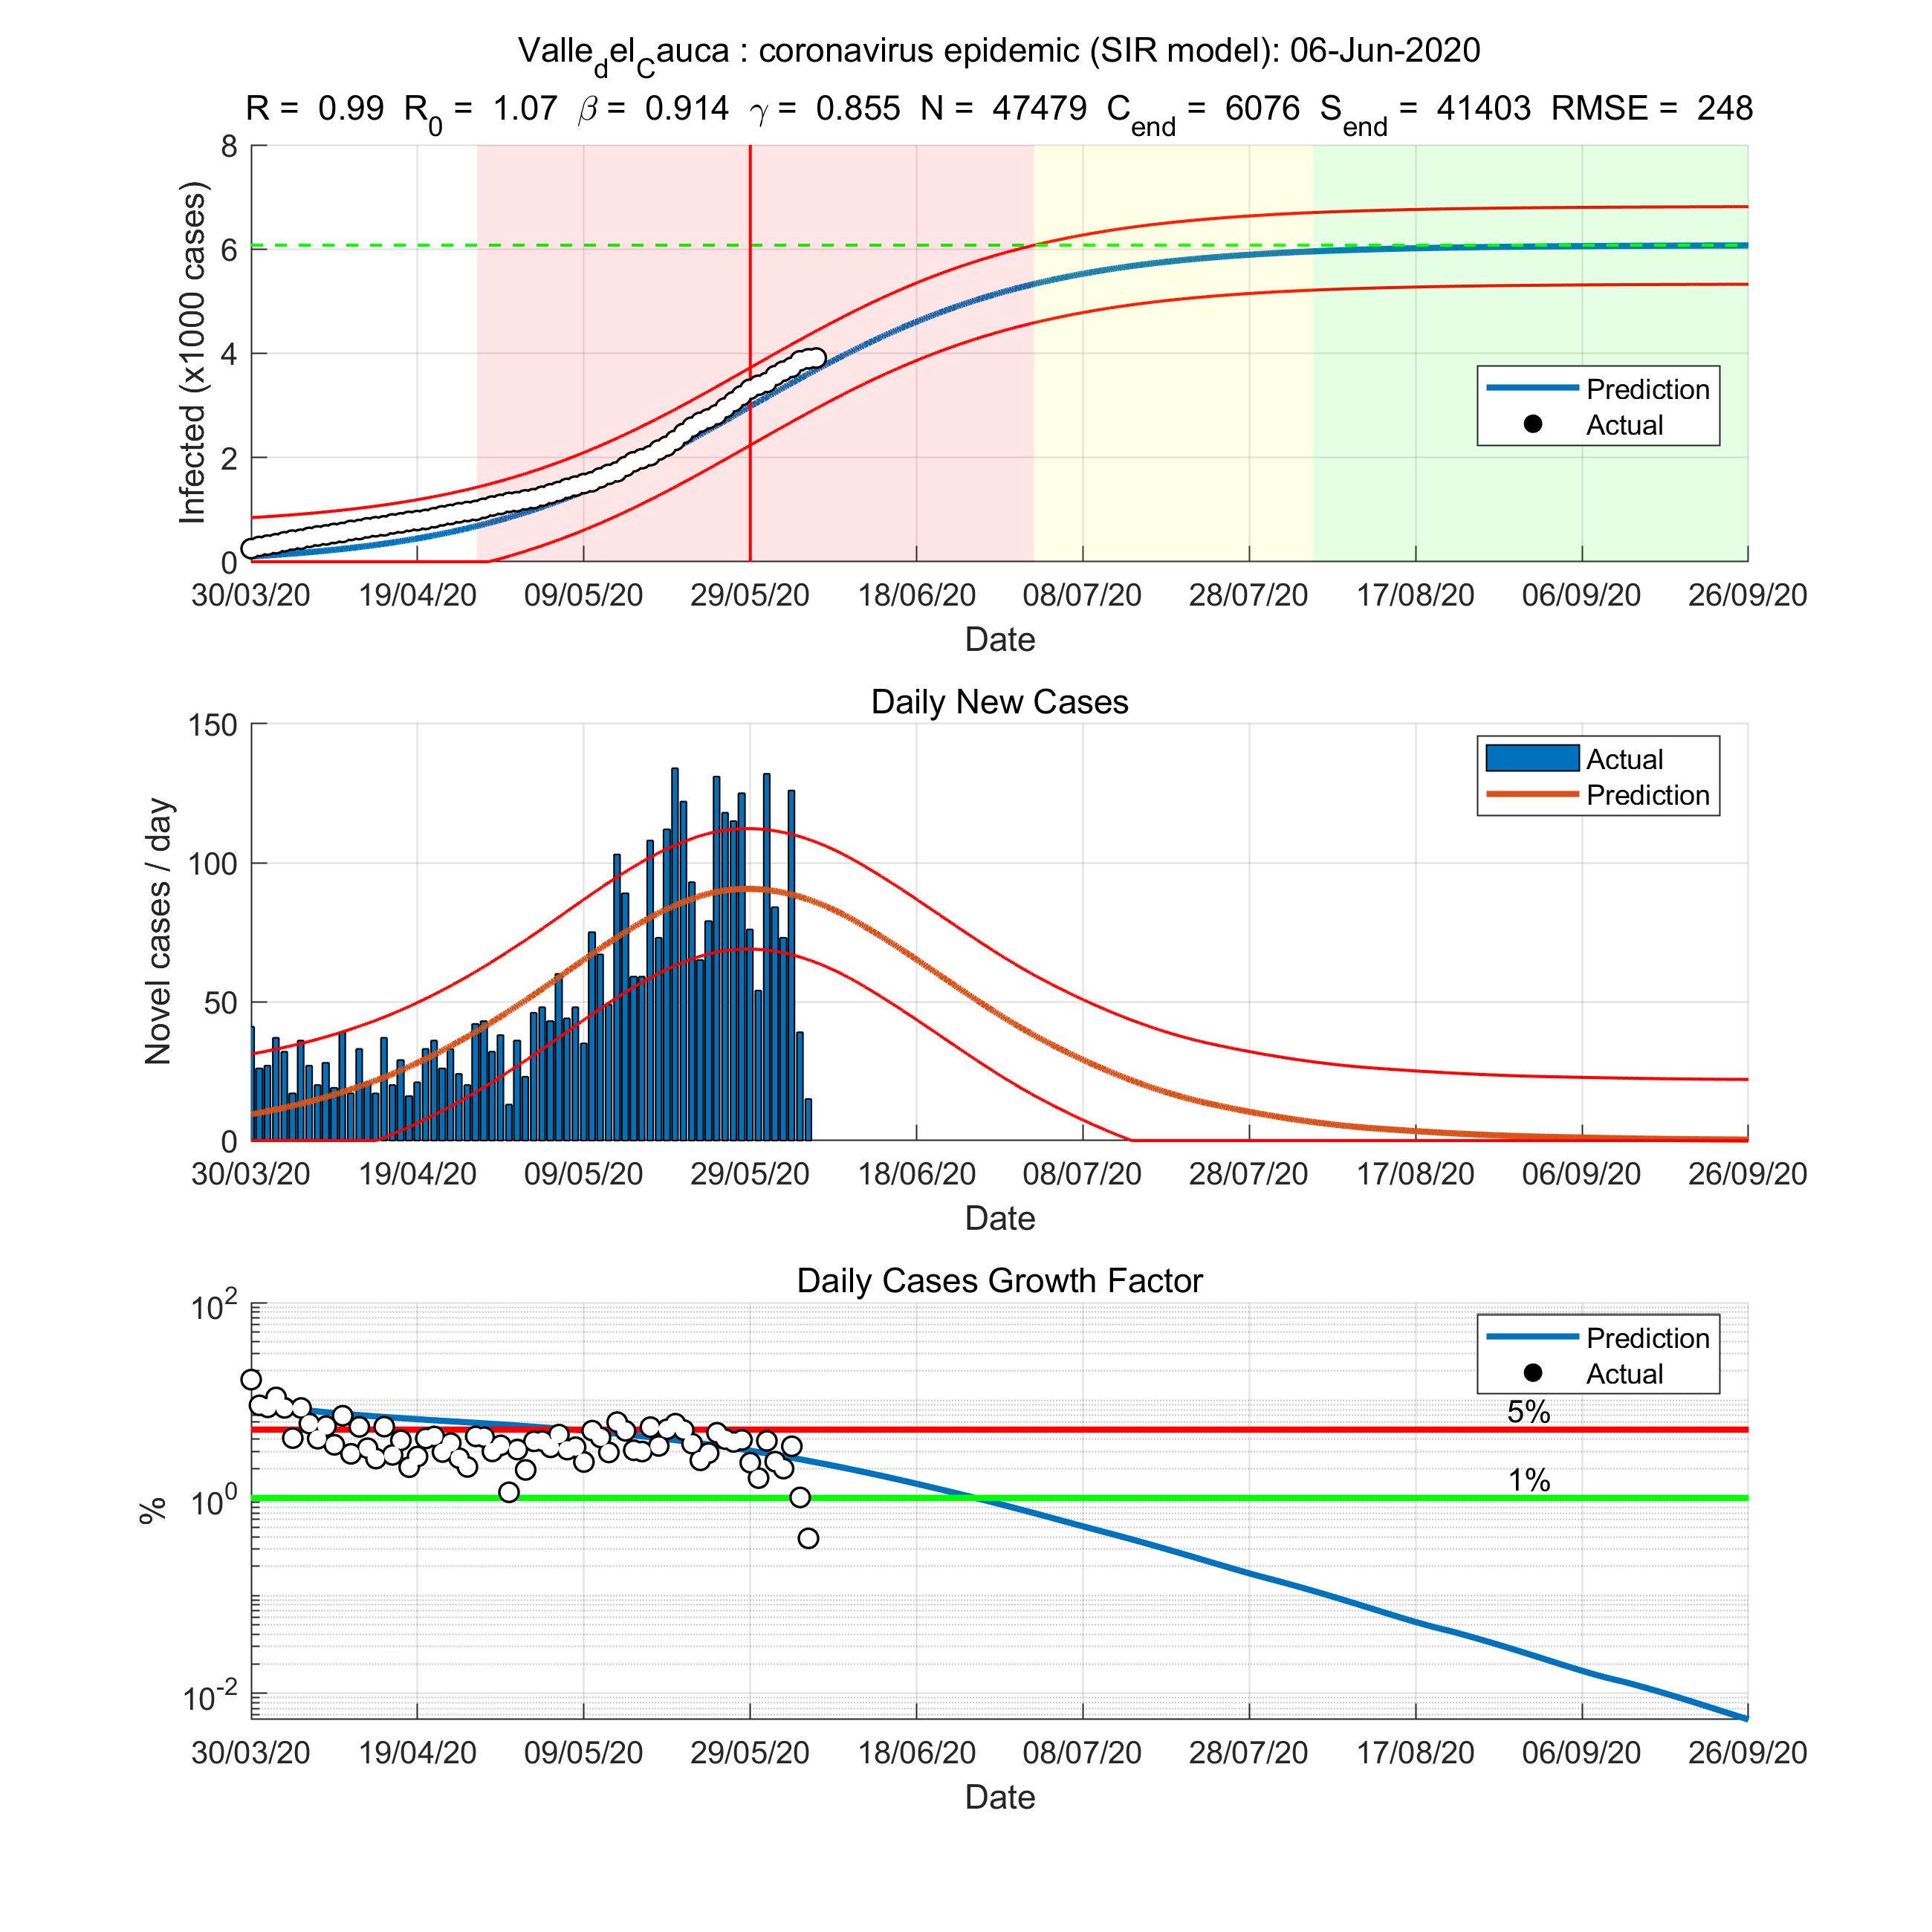 Valle_del_Cauca : coronavirus epidemic (SIR model): 06-Jun-2020
R = 0.99 R0 = 1.07 β = 0.914 γ = 0.855 N = 47479 Cend = 6076 Send = 41403 RMSE = 248
Infected (x1000 cases)
8
6
4
2
0
Prediction
Actual
30/03/20 19/04/20 09/05/20 29/05/20 18/06/20 08/07/20 28/07/20 17/08/20 06/09/20 26/09/20
Date
Daily New Cases
Novel cases / day
150
100
50
0
Actual
Prediction
30/03/20 19/04/20 09/05/20 29/05/20 18/06/20 08/07/20 28/07/20 17/08/20 06/09/20 26/09/20
Date
Daily Cases Growth Factor
%
10^2
10^0
10^-2
Prediction
Actual
5%
1%
30/03/20 19/04/20 09/05/20 29/05/20 18/06/20 08/07/20 28/07/20 17/08/20 06/09/20 26/09/20
Date